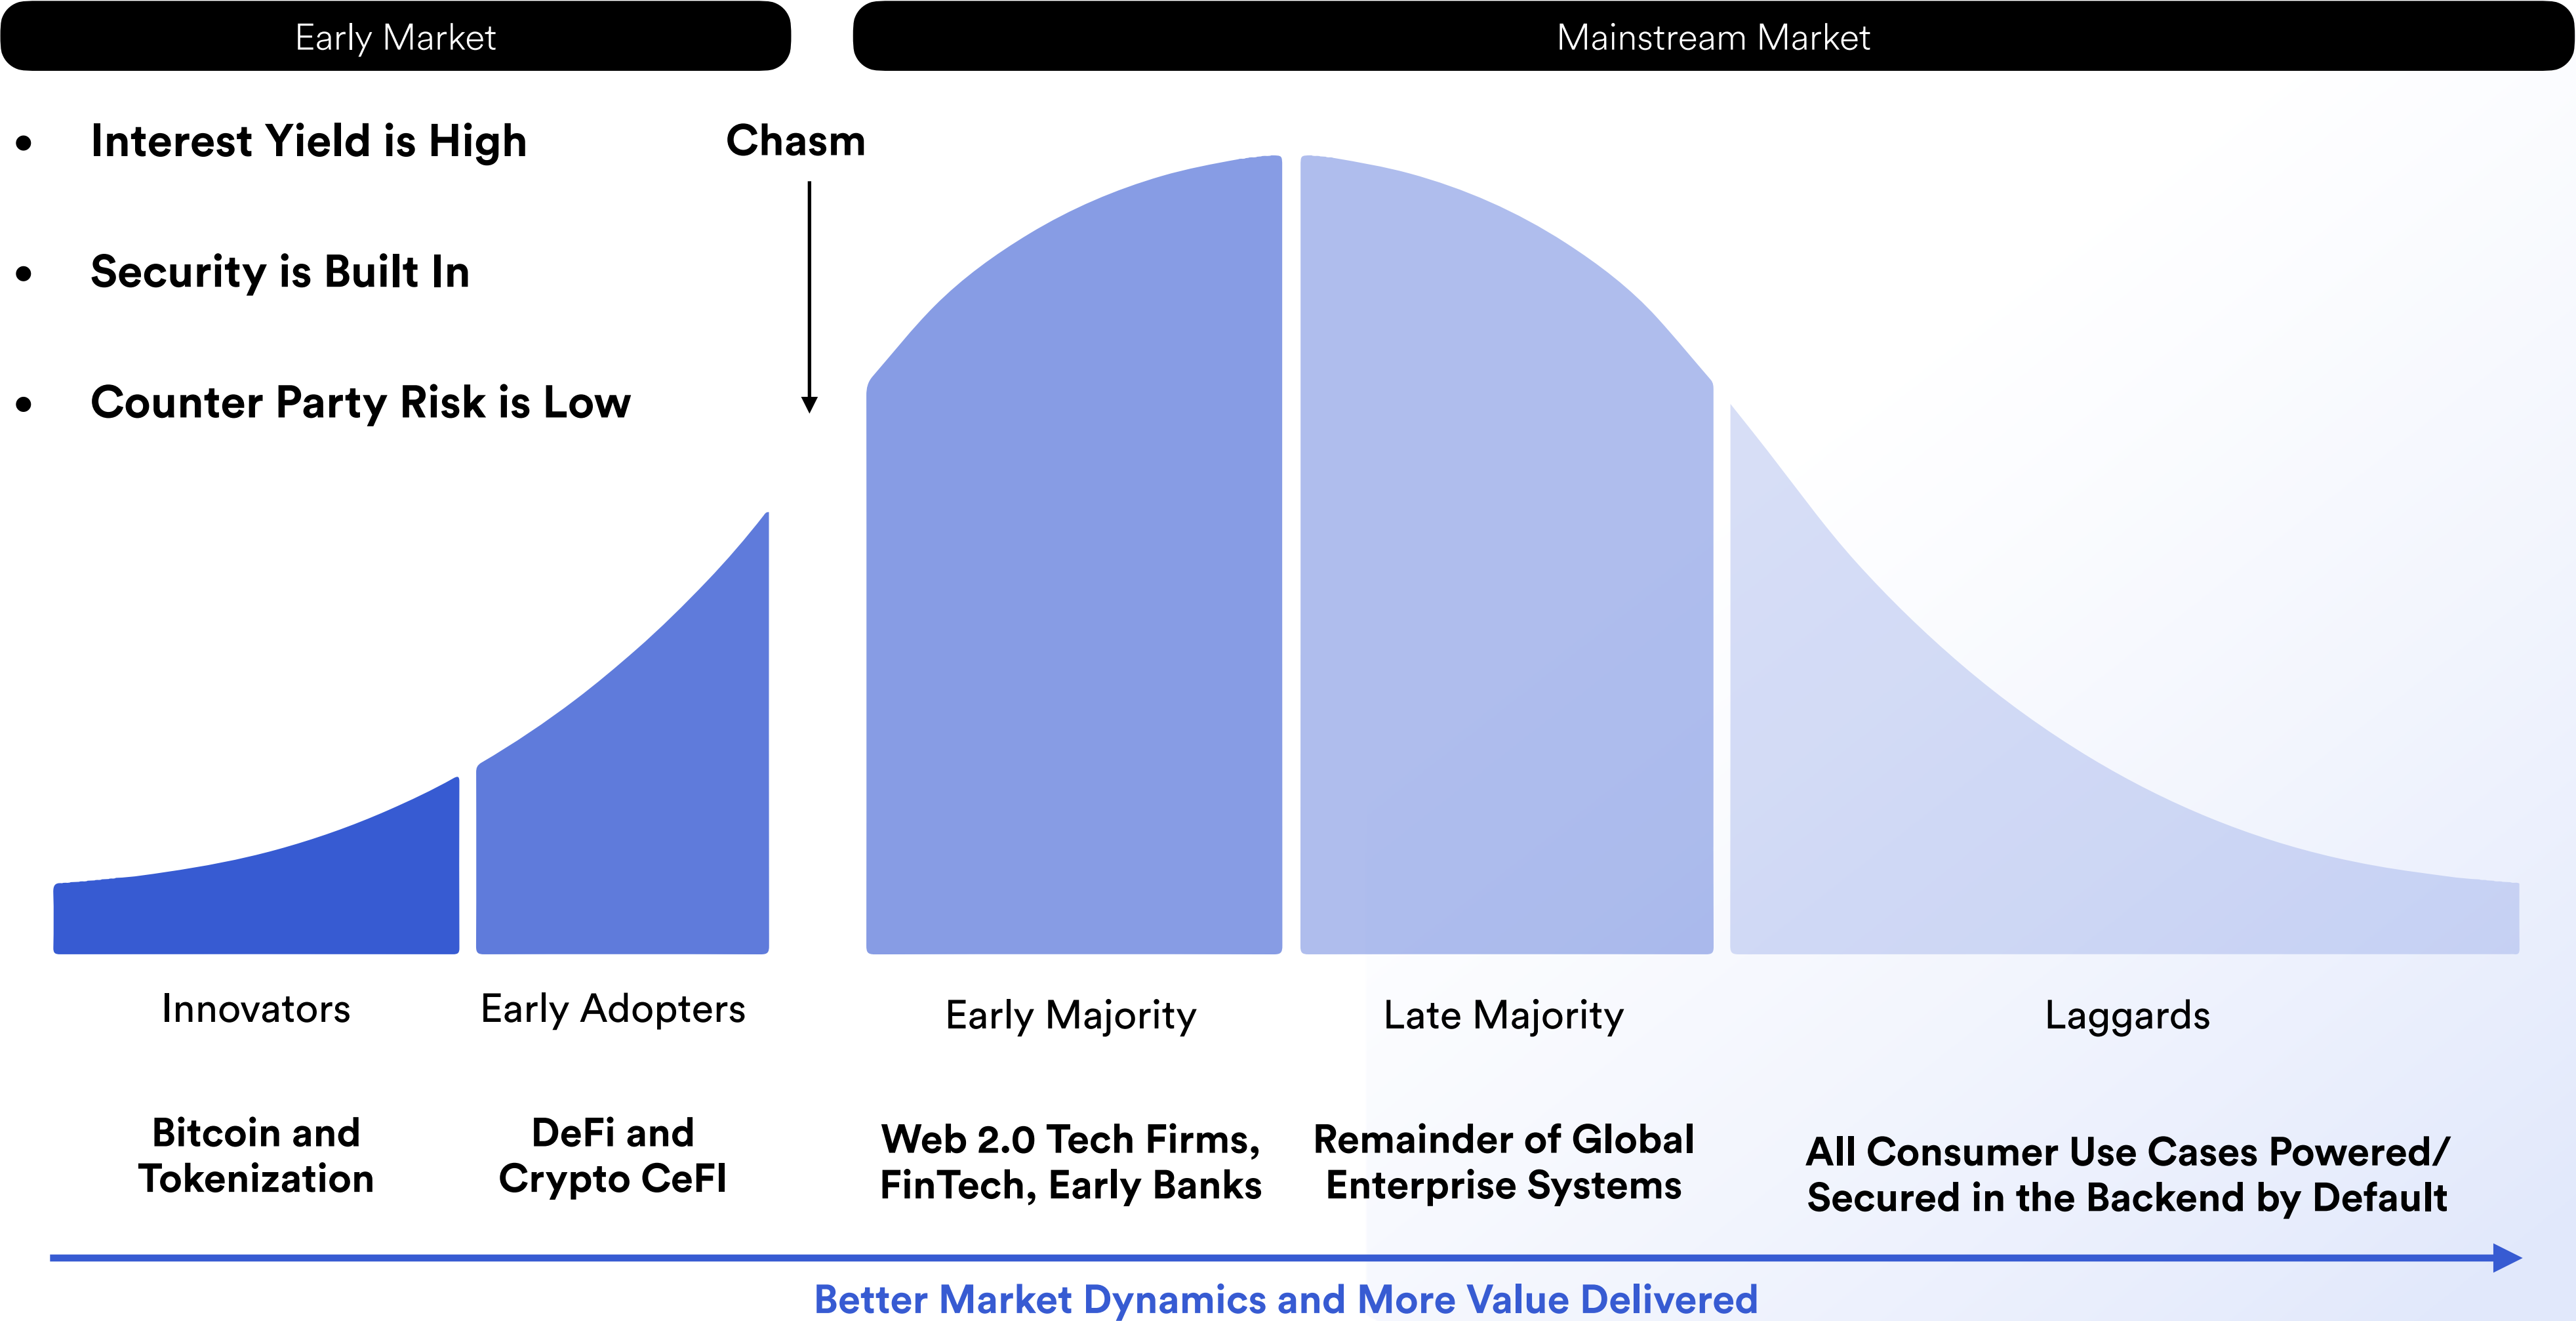 Early Market
Mainstream Market
• Interest Yield is High
• Security is Built In
• Counter Party Risk is Low
Chasm
Innovators
Early Adopters
Early Majority
Late Majority
Laggards
Bitcoin and
Tokenization
DeFi and
Crypto CeFI
Web 2.0 Tech Firms,
FinTech, Early Banks
Remainder of Global
Enterprise Systems
All Consumer Use Cases Powered/
Secured in the Backend by Default
Better Market Dynamics and More Value Delivered